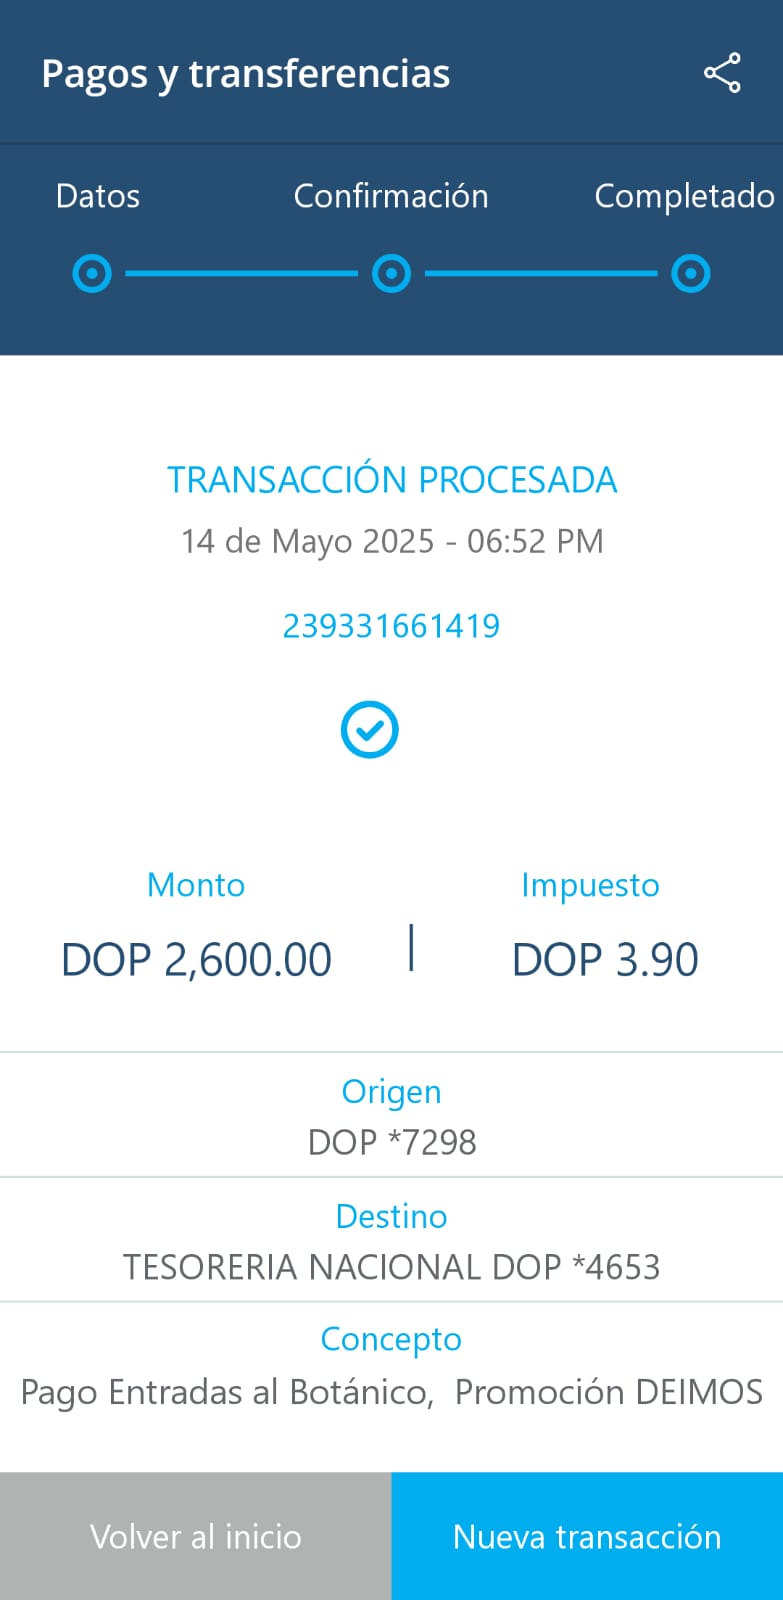 Pagos y transferencias
Datos Confirmación Completado
TRANSACCIÓN PROCESADA
14 de Mayo 2025 - 06:52 PM
239331661419
Monto Impuesto
DOP 2,600.00 | DOP 3.90
Origen
DOP *7298
Destino
TESORERIA NACIONAL DOP *4653
Concepto
Pago Entradas al Botánico,  Promoción DEIMOS
Volver al inicio Nueva transacción